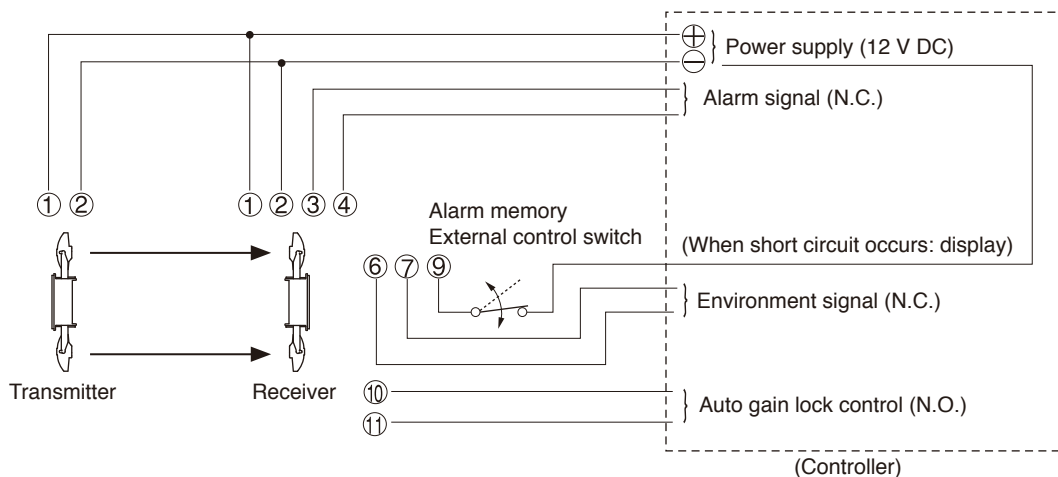 ⊕
⊖
Power supply (12 V DC)
Alarm signal (N.C.)
① ② ① ② ③ ④
Alarm memory
External control switch
(When short circuit occurs: display)
⑥ ⑦ ⑨
Environment signal (N.C.)
Transmitter
Receiver
⑩
⑪
Auto gain lock control (N.O.)
(Controller)